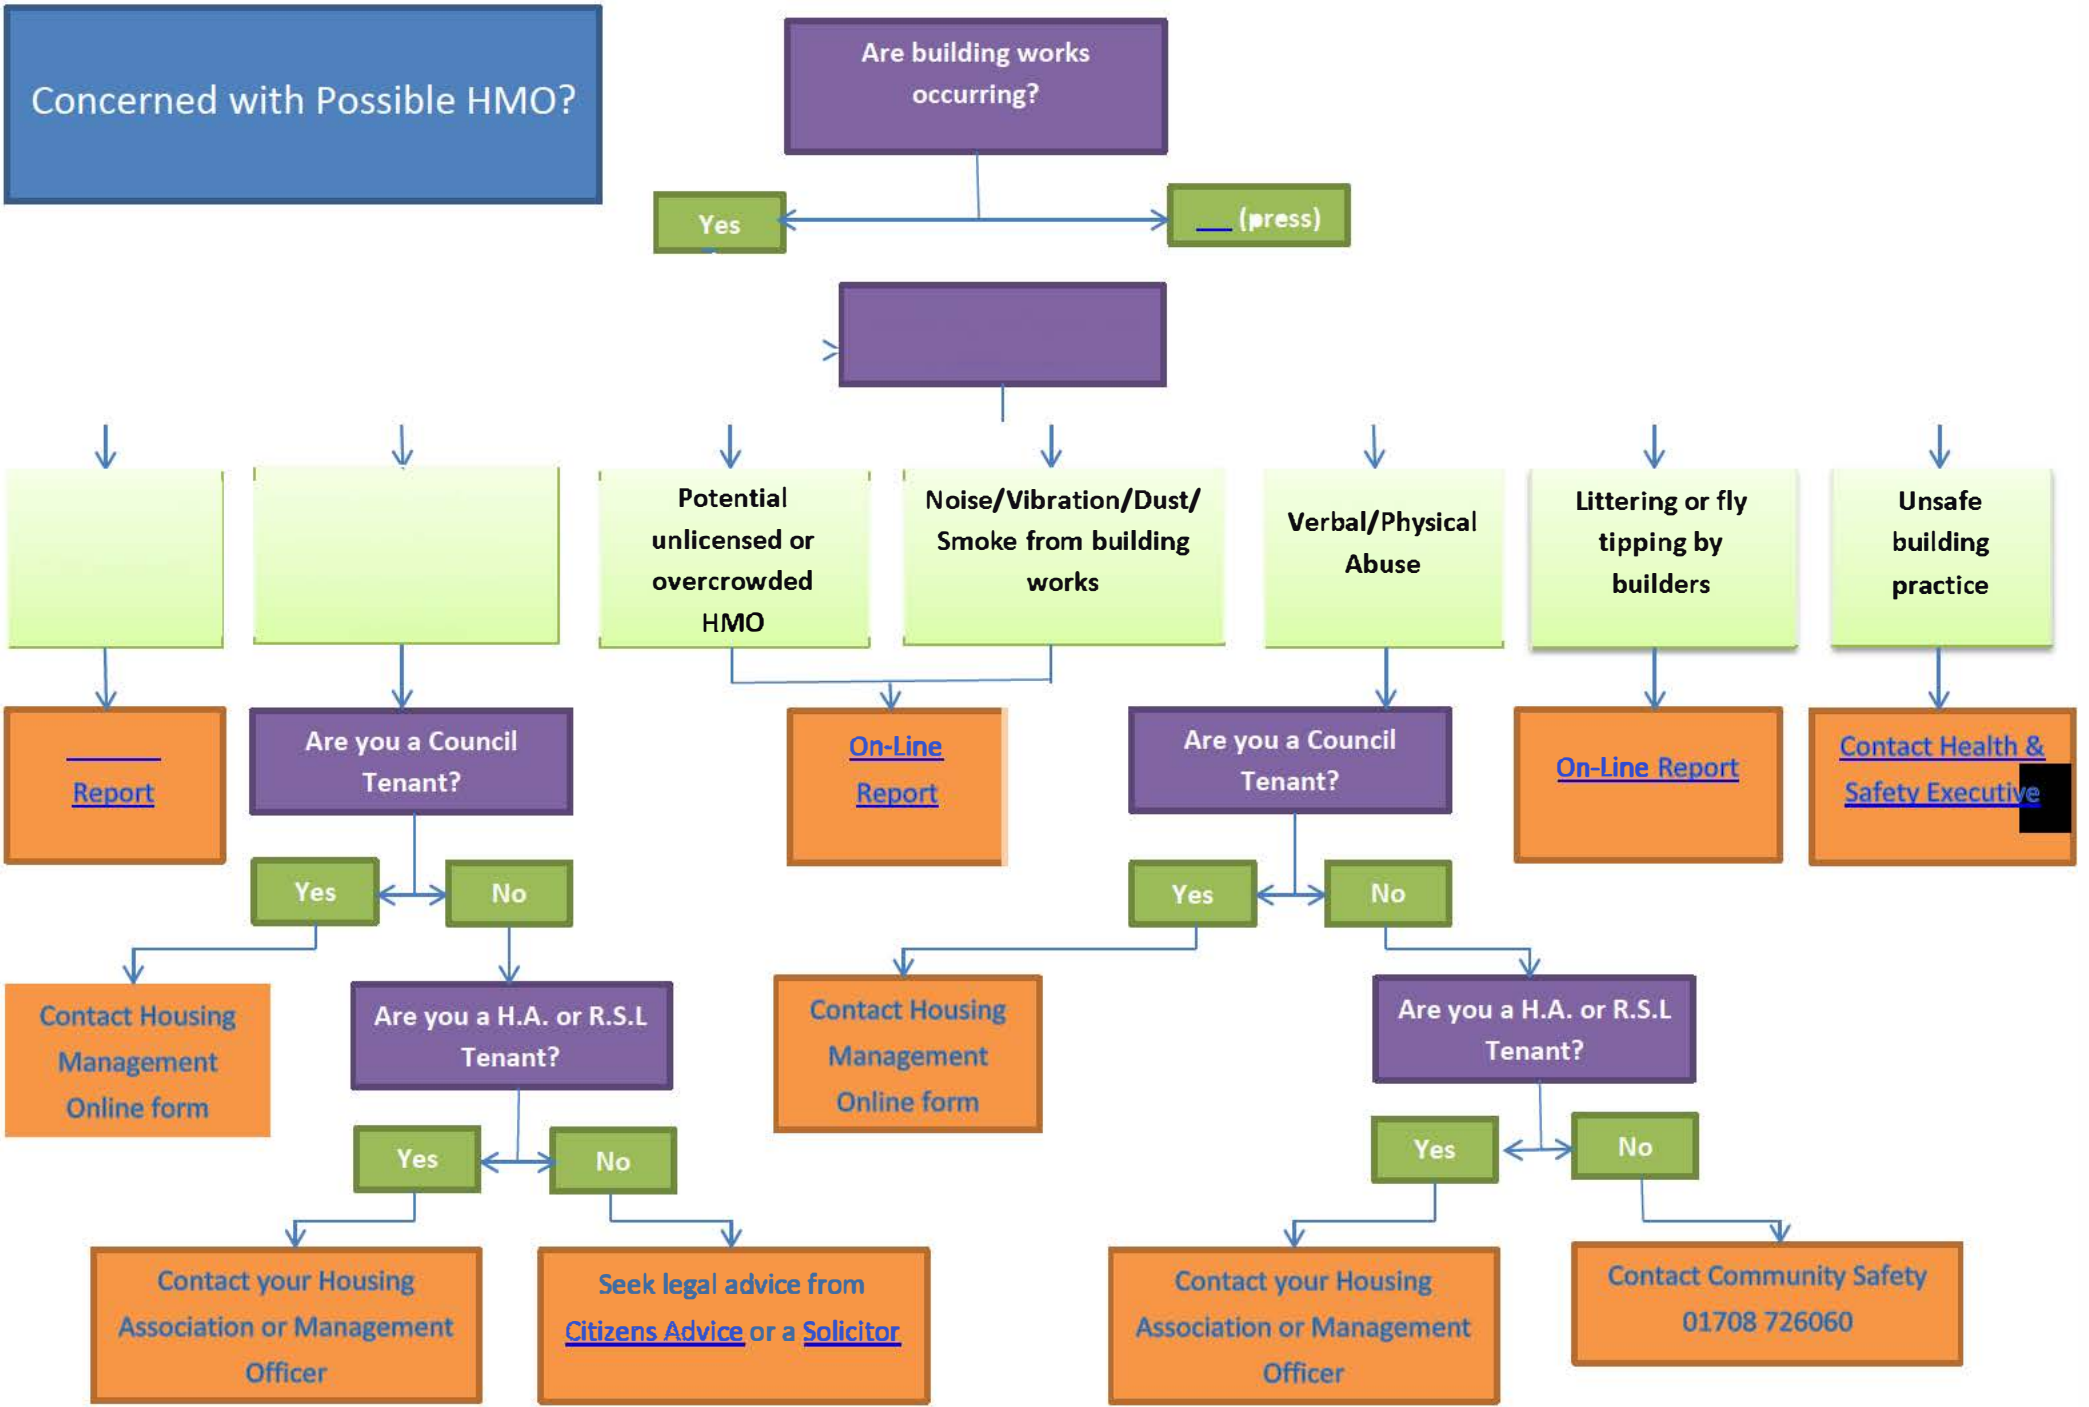 Concerned with Possible HMO?
Are building works
occurring?
Yes
(press)
Potential
unlicensed or
overcrowded
HMO
Noise/Vibration/Dust/
Smoke from building
works
Verbal/Physical
Abuse
Littering or fly
tipping by
builders
Unsafe
building
practice
Report
Are you a Council
Tenant?
On-Line
Report
Are you a Council
Tenant?
On-Line Report
Contact Health &
Safety Executive
Yes
No
Yes
No
Contact Housing
Management
Online form
Are you a H.A. or R.S.L
Tenant?
Contact Housing
Management
Online form
Are you a H.A. or R.S.L
Tenant?
Yes
No
Yes
No
Contact your Housing
Association or Management
Officer
Seek legal advice from
Citizens Advice or a Solicitor
Contact your Housing
Association or Management
Officer
Contact Community Safety
01708 726060